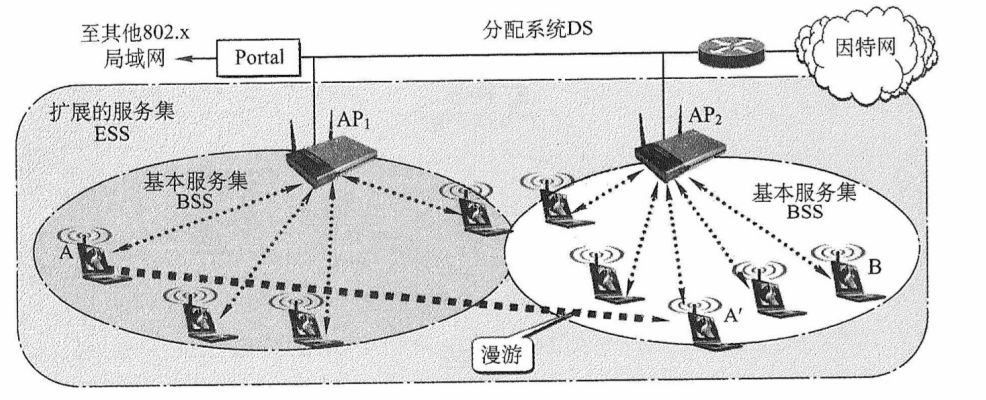 至其他802.x
局域网
Portal
分配系统DS
因特网
扩展的服务集
ESS
AP₁
AP₂
基本服务集
BSS
基本服务集
BSS
A
B
A′
漫游